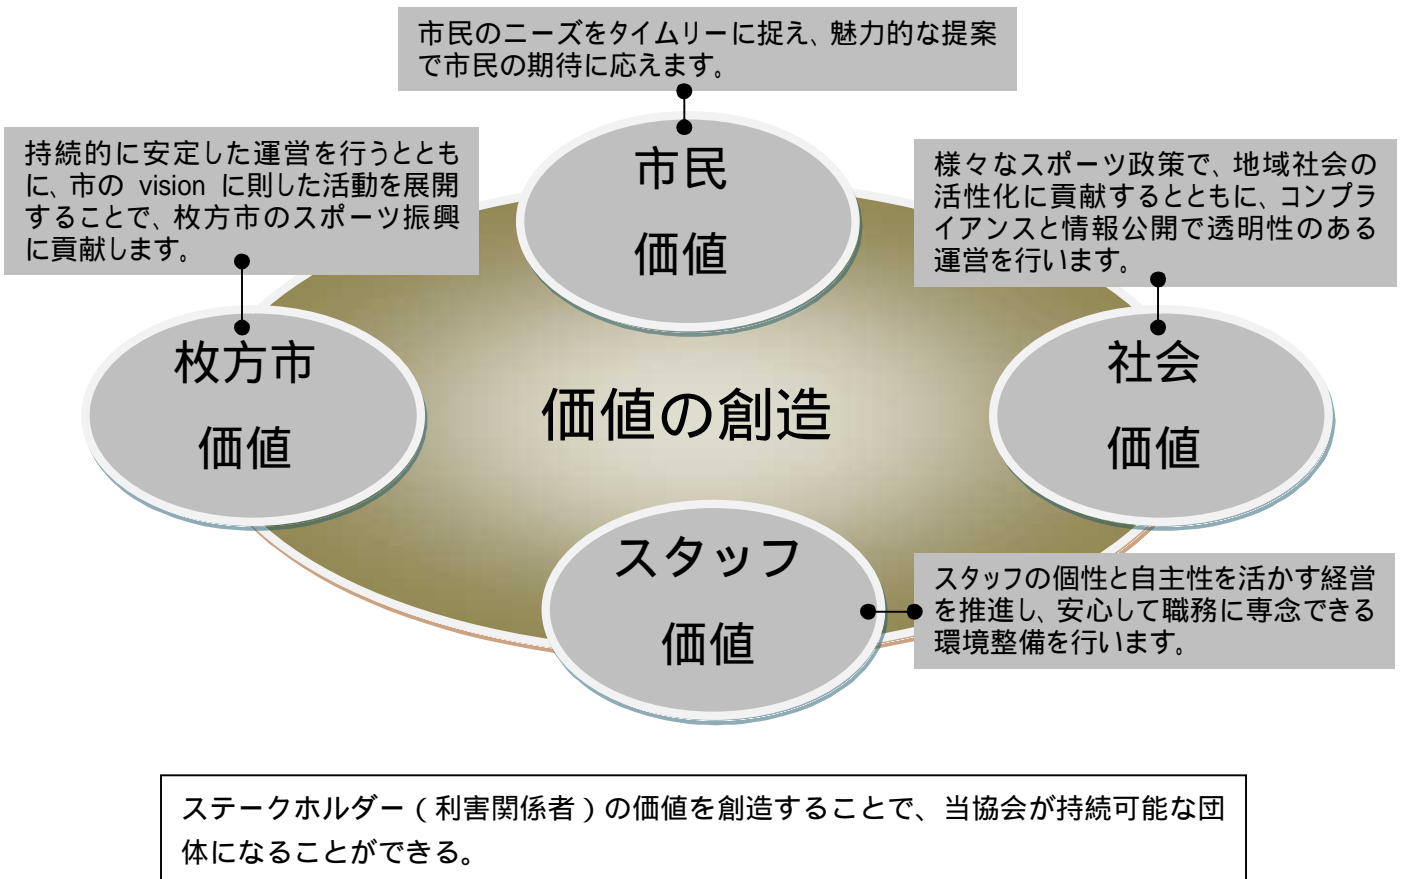 市民のニーズをタイムリーに捉え、魅力的な提案
で市民の期待に応えます。
持続的に安定した運営を行うととも
に、市の vision に則した活動を展開
することで、枚方市のスポーツ振興
に貢献します。
市民
価値
様々なスポーツ政策で、地域社会の
活性化に貢献するとともに、コンプラ
イアンスと情報公開で透明性のある
運営を行います。
枚方市
価値
価値の創造
社会
価値
スタッフ
価値
スタッフの個性と自主性を活かす経営
を推進し、安心して職務に専念できる
環境整備を行います。
ステークホルダー（利害関係者）の価値を創造することで、当協会が持続可能な団
体になることができる。